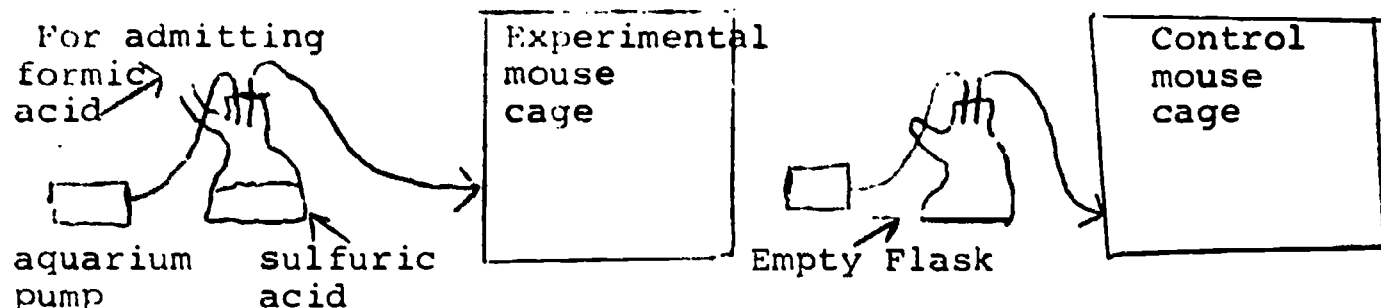 For admitting
formic
acid
Experimental
mouse
cage
Control
mouse
cage
aquarium
pump
sulfuric
acid
Empty Flask